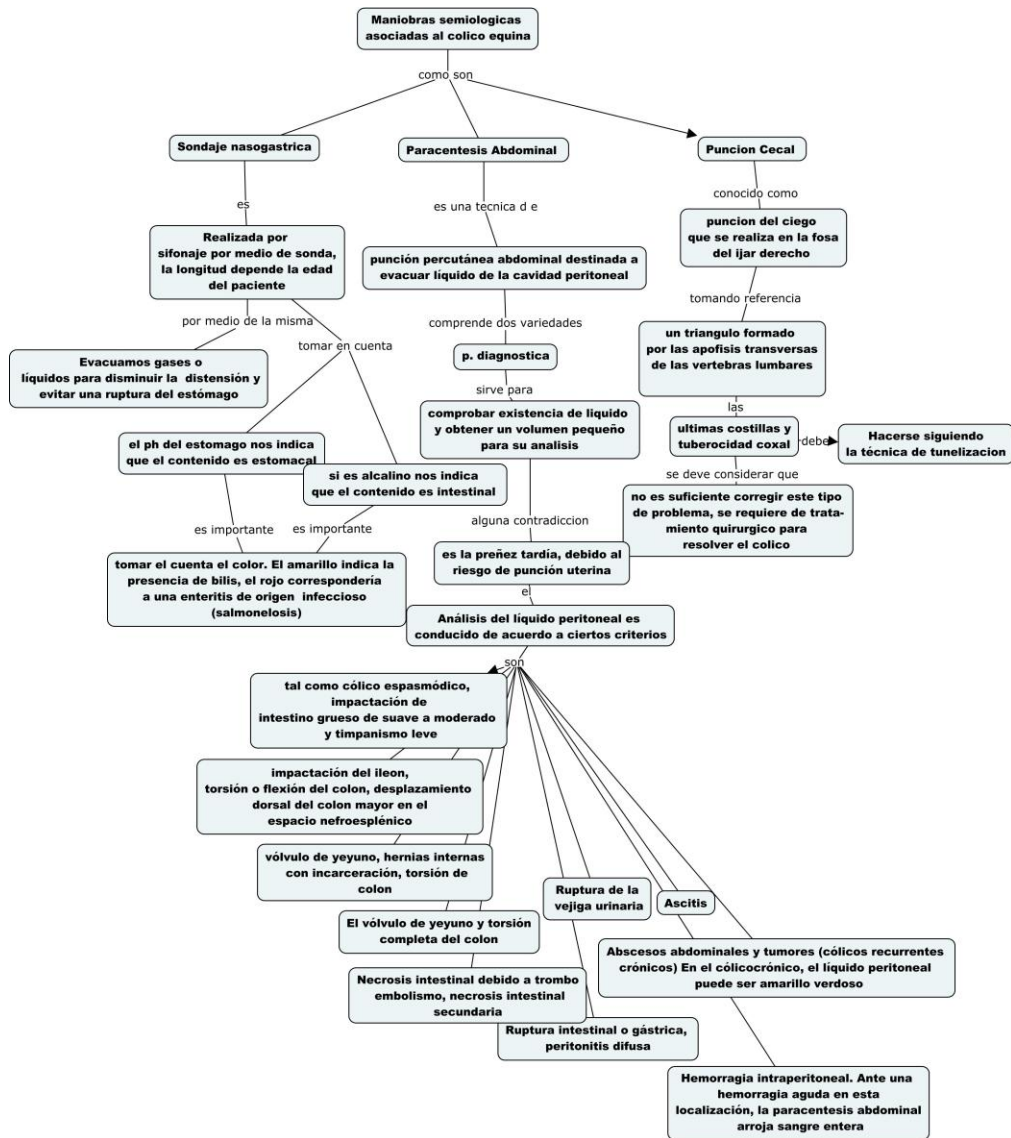 Maniobras semiologicas
asociadas al colico equina
como son
Sondaje nasogastrica
Paracentesis Abdominal
Puncion Cecal
es
es una tecnica d e
conocido como
Realizada por
sifonaje por medio de sonda,
la longitud depende la edad
del paciente
punción percutánea abdominal destinada a
evacuar líquido de la cavidad peritoneal
puncion del ciego
que se realiza en la fosa
del ijar derecho
por medio de la misma
tomar en cuenta
comprende dos variedades
tomando referencia
Evacuamos gases o
líquidos para disminuir la distensión y
evitar una ruptura del estómago
p. diagnostica
un triangulo formado
por las apofisis transversas
de las vertebras lumbares
sirve para
las
el ph del estomago nos indica
que el contenido es estomacal
comprobar existencia de liquido
y obtener un volumen pequeño
para su analisis
ultimas costillas y
tuberocidad coxal
debe
Hacerse siguiendo
la técnica de tunelizacion
si es alcalino nos indica
que el contenido es intestinal
se deve considerar que
es importante
es importante
alguna contradiccion
no es suficiente corregir este tipo
de problema, se requiere de trata-
miento quirurgico para
resolver el colico
tomar el cuenta el color. El amarillo indica la
presencia de bilis, el rojo correspondería
a una enteritis de origen infeccioso
(salmonelosis)
es la preñez tardía, debido al
riesgo de punción uterina
el
Análisis del líquido peritoneal es
conducido de acuerdo a ciertos criterios
son
tal como cólico espasmódico,
impactación de
intestino grueso de suave a moderado
y timpanismo leve
impactación del ileon,
torsión o flexión del colon, desplazamiento
dorsal del colon mayor en el
espacio nefroesplénico
vólvulo de yeyuno, hernias internas
con incarceración, torsión de
colon
El vólvulo de yeyuno y torsión
completa del colon
Necrosis intestinal debido a trombo
embolismo, necrosis intestinal
secundaria
Ruptura de la
vejiga urinaria
Ascitis
Abscesos abdominales y tumores (cólicos recurrentes
crónicos) En el cólicocrónico, el líquido peritoneal
puede ser amarillo verdoso
Ruptura intestinal o gástrica,
peritonitis difusa
Hemorragia intraperitoneal. Ante una
hemorragia aguda en esta
localización, la paracentesis abdominal
arroja sangre entera